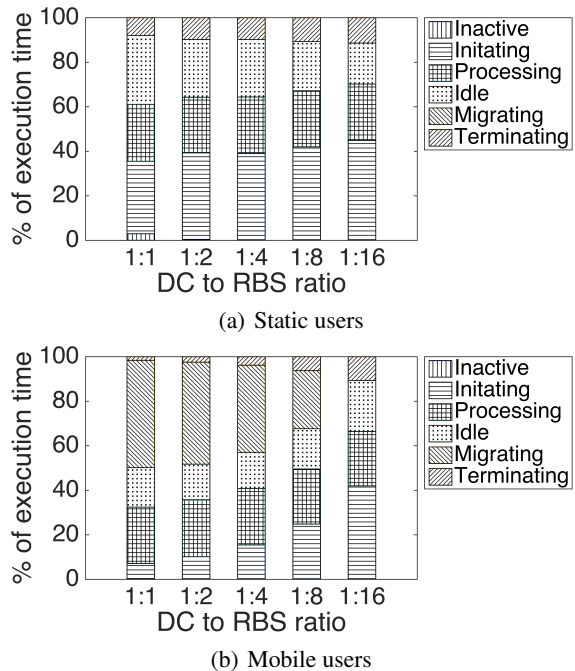 % of execution time
100
80
60
40
20
0
1:1 1:2 1:4 1:8 1:16
DC to RBS ratio
Inactive
Initating
Processing
Idle
Migrating
Terminating
(a) Static users
% of execution time
100
80
60
40
20
0
1:1 1:2 1:4 1:8 1:16
DC to RBS ratio
Inactive
Initating
Processing
Idle
Migrating
Terminating
(b) Mobile users